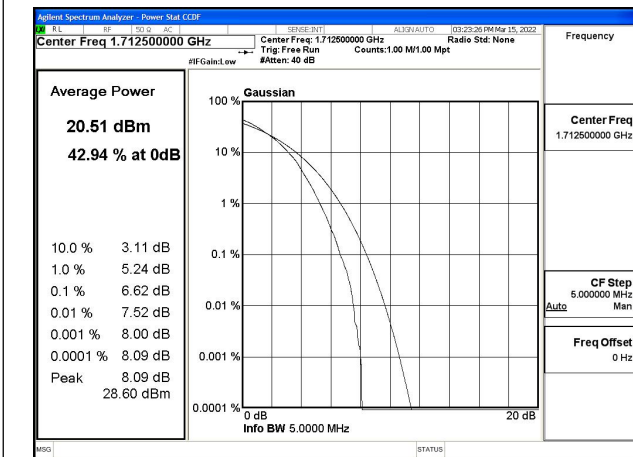 Agilent Spectrum Analyzer - Power Stat CCDF
RL RF 50 Ω AC SENSE:INT ALIGNAUTO 03:23:26 PM Mar 15, 2022
Center Freq 1.712500000 GHz
Center Freq: 1.712500000 GHz Radio Std: None
Trig: Free Run Counts:1.00 M/1.00 Mpt
#IFGain:Low #Atten: 40 dB
Frequency
Average Power
20.51 dBm
42.94 % at 0dB
10.0 % 3.11 dB
1.0 % 5.24 dB
0.1 % 6.62 dB
0.01 % 7.52 dB
0.001 % 8.00 dB
0.0001 % 8.09 dB
Peak 8.09 dB
28.60 dBm
Gaussian
100 %
10 %
1 %
0.1 %
0.01 %
0.001 %
0.0001 %
0 dB 20 dB
Info BW 5.0000 MHz
Center Freq
1.712500000 GHz
CF Step
5.000000 MHz
Auto Man
Freq Offset
0 Hz
MSG STATUS